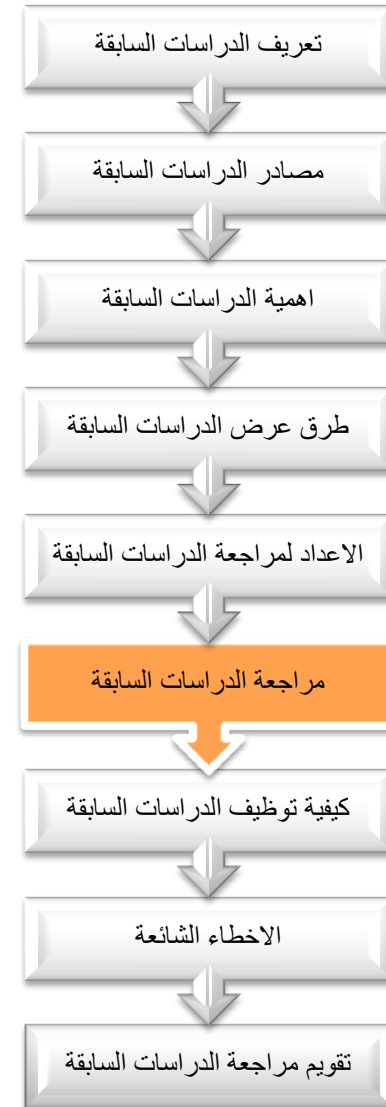 تعريف الدراسات السابقة
مصادر الدراسات السابقة
اهمية الدراسات السابقة
طرق عرض الدراسات السابقة
الاعداد لمراجعة الدراسات السابقة
مراجعة الدراسات السابقة
كيفية توظيف الدراسات السابقة
الاخطاء الشائعة
تقويم مراجعة الدراسات السابقة